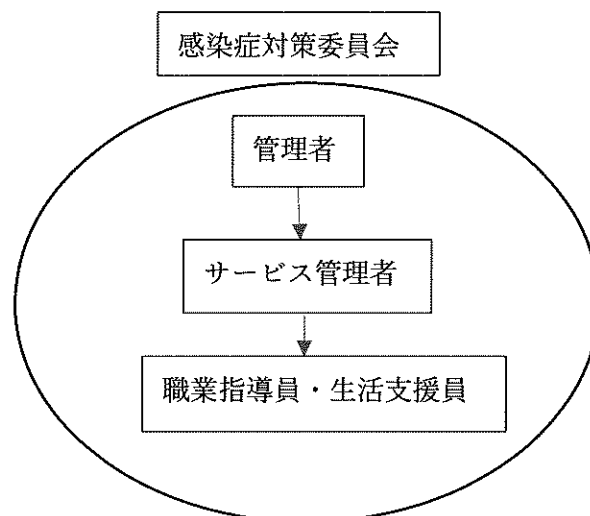 感染症対策委員会
管理者
サービス管理者
職業指導員・生活支援員